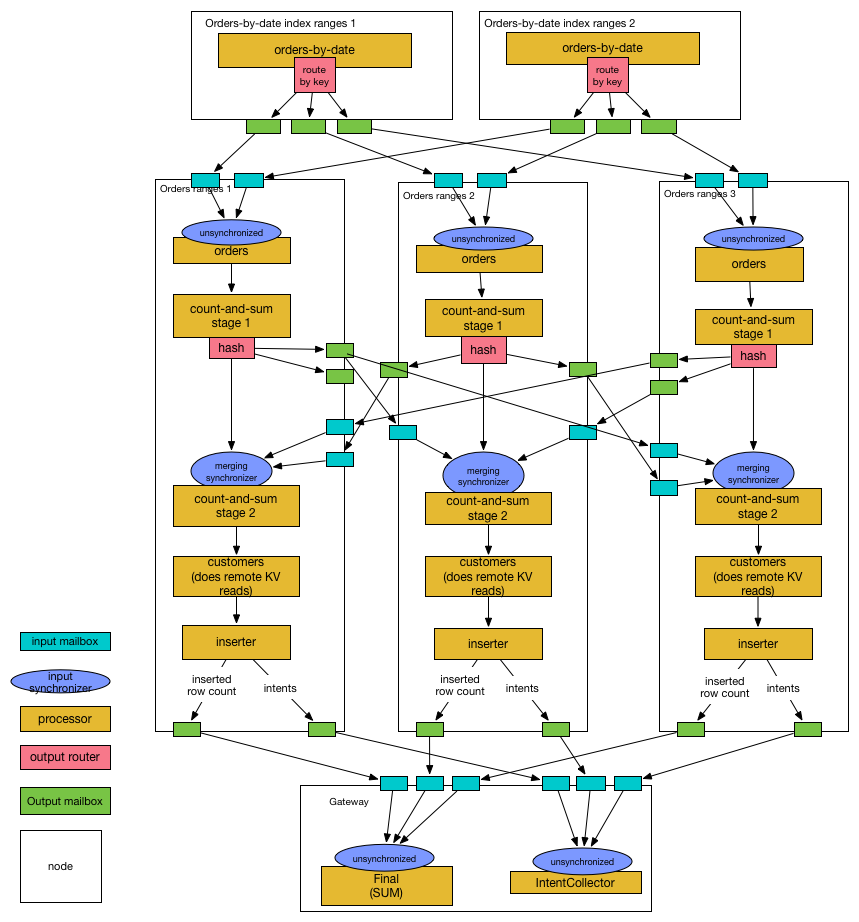 Orders-by-date index ranges 1
orders-by-date
route
by key
Orders-by-date index ranges 2
orders-by-date
route
by key
Orders ranges 1
unsynchronized
orders
count-and-sum
stage 1
hash
merging
synchronizer
count-and-sum
stage 2
customers
(does remote KV
reads)
inserter
inserted
row count
intents
Orders ranges 2
unsynchronized
orders
count-and-sum
stage 1
hash
merging
synchronizer
count-and-sum
stage 2
customers
(does remote KV
reads)
inserter
inserted
row count
intents
Orders ranges 3
unsynchronized
orders
count-and-sum
stage 1
hash
merging
synchronizer
count-and-sum
stage 2
customers
(does remote KV
reads)
inserter
inserted
row count
intents
Gateway
unsynchronized
Final
(SUM)
unsynchronized
IntentCollector
input mailbox
input
synchronizer
processor
output router
Output mailbox
node